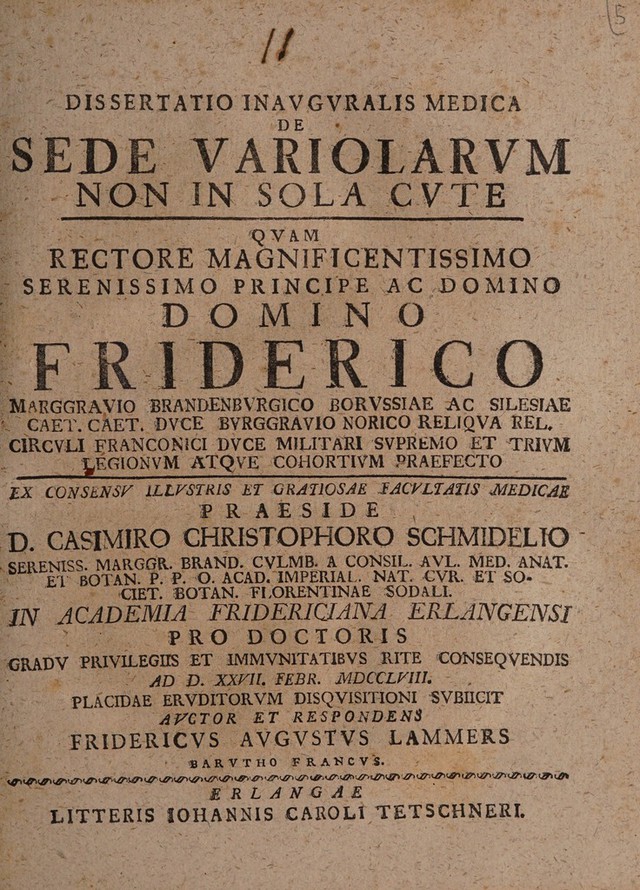 5
11
DISSERTATIO INAVGVRALIS MEDICA
DE
SEDE VARIOLARVM
NON IN SOLA CVTE
QVAM
RECTORE MAGNIFICENTISSIMO
SERENISSIMO PRINCIPE AC DOMINO
DOMINO
FRIDERICO
MARGGRAVIO BRANDENBVRGICO BORVSSIAE AC SILESIAE
CAET. CAET. DVCE BVRGGRAVIO NORICO RELIQVA REL.
CIRCVLI FRANCONICI DVCE MILITARI SVPREMO ET TRIVM
LEGIONVM ATQVE COHORTIVM PRAEFECTO
EX CONSENSV ILLVSTRIS ET GRATIOSAE FACVLTATIS MEDICAE
PRAESIDE
D. CASIMIRO CHRISTOPHORO SCHMIDELIO
SERENISS. MARGGR. BRAND. CVLMB. A CONSIL. AVL. MED. ANAT.
ET BOTAN. P. P. O. ACAD. IMPERIAL. NAT. CVR. ET SO-
CIET. BOTAN. FLORENTINAE SODALI.
IN ACADEMIA FRIDERICIANA ERLANGENSI
PRO DOCTORIS
GRADV PRIVILEGIIS ET IMMVNITATIBVS RITE CONSEQVENDIS
AD D. XXVII. FEBR. MDCCLVIII.
PLACIDAE ERVDITORVM DISQVISITIONI SVBIICIT
AVCTOR ET RESPONDENS
FRIDERICVS AVGVSTVS LAMMERS
BARVTHO FRANCVS.
ERLANGAE
LITTERIS IOHANNIS CAROLI TETSCHNERI.